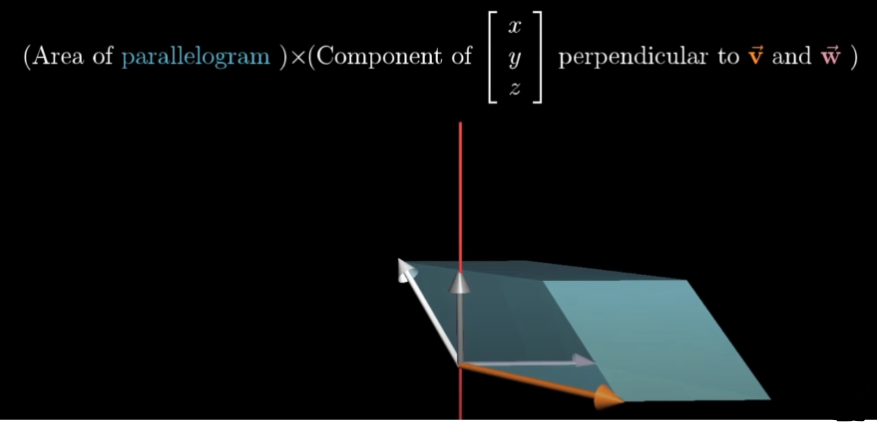 (Area of parallelogram )×(Component of [x y z] perpendicular to v⃗ and w⃗ )